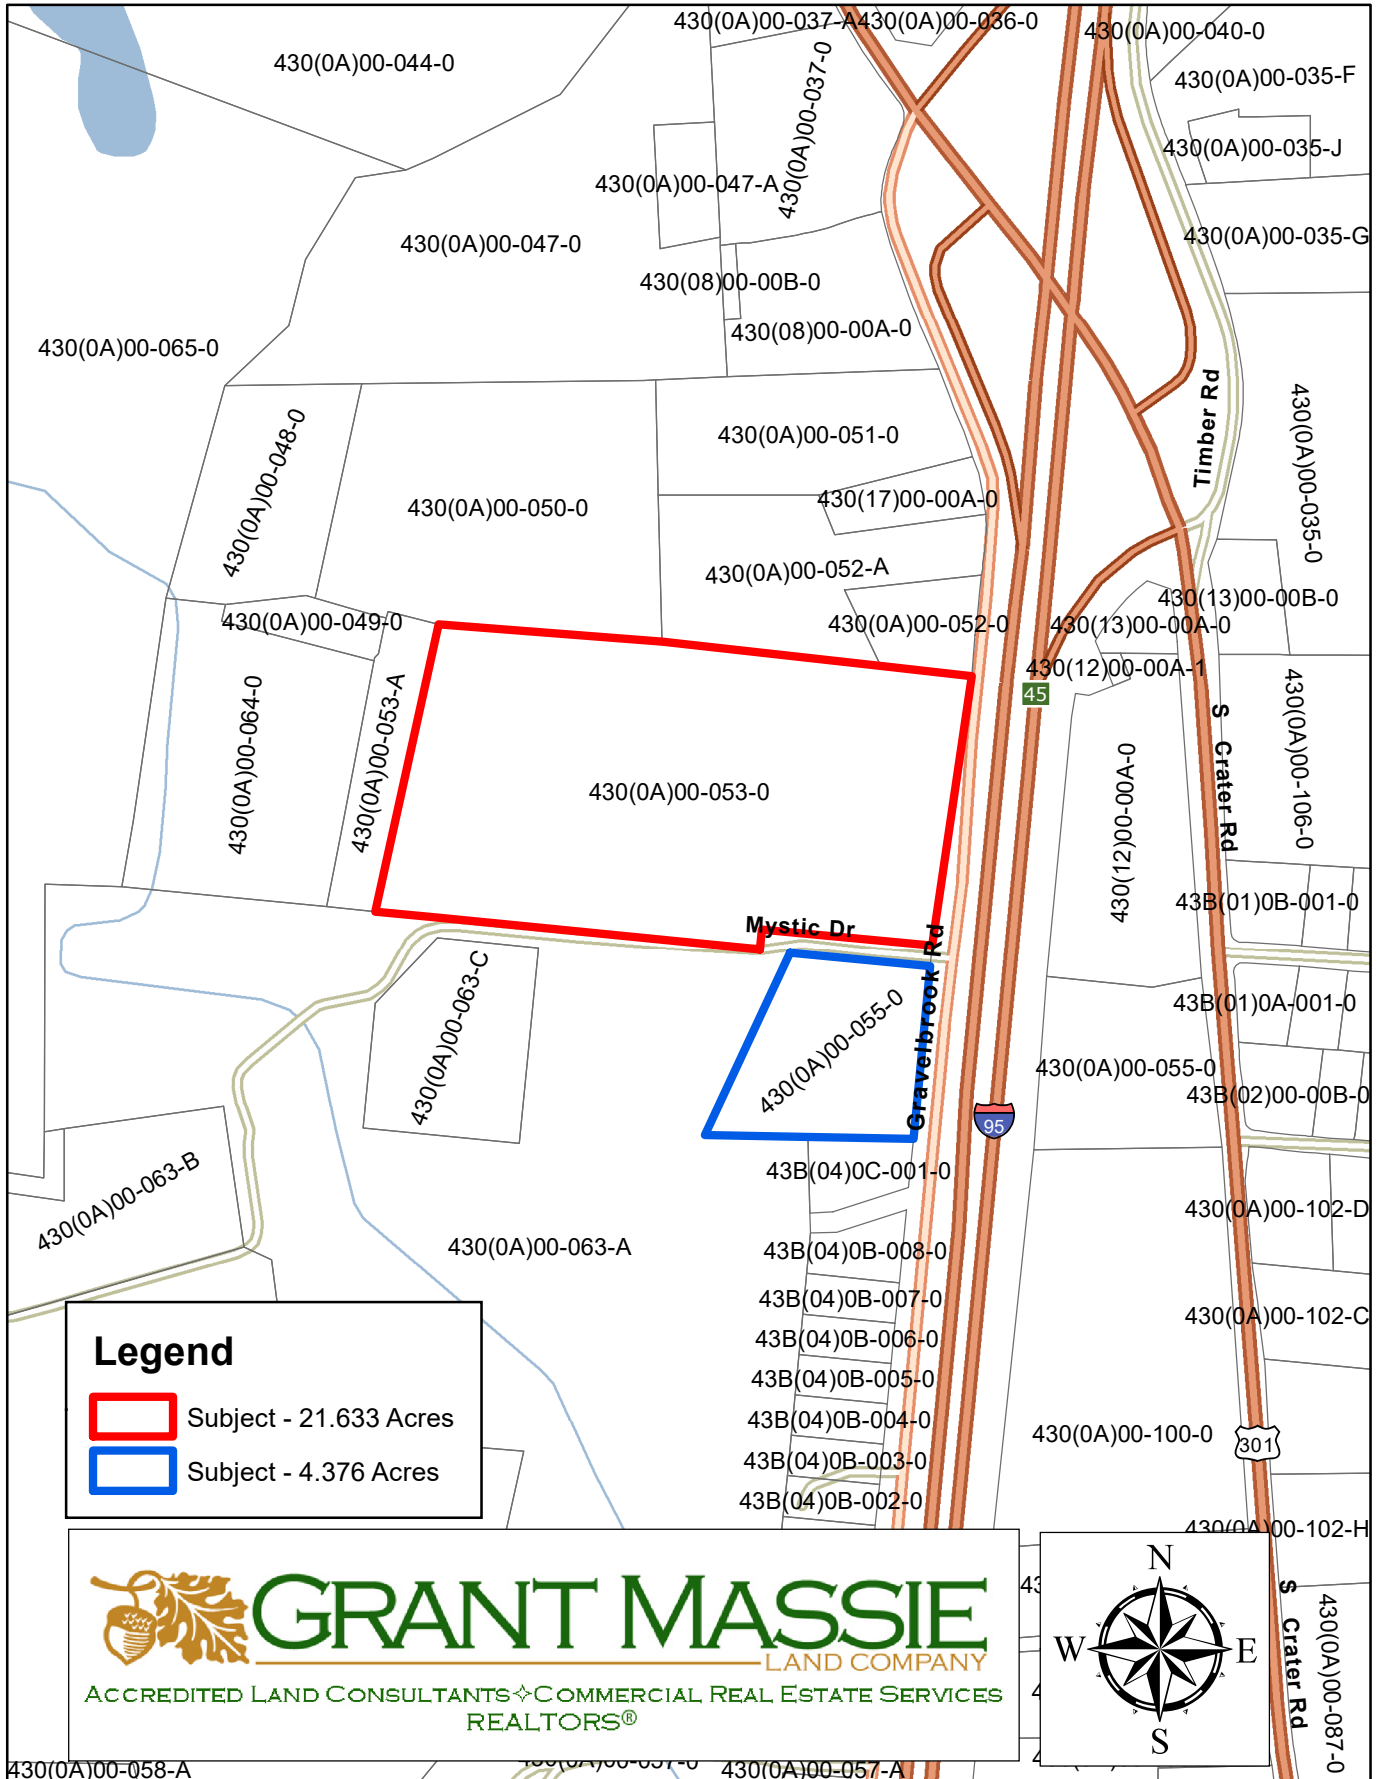 430(0A)00-037-A
430(0A)00-036-0
430(0A)00-040-0
430(0A)00-044-0
430(0A)00-035-F
430(0A)00-037-0
430(0A)00-035-J
430(0A)00-047-A
430(0A)00-047-0
430(0A)00-035-G
430(08)00-00B-0
430(08)00-00A-0
430(0A)00-065-0
Timber Rd
430(0A)00-048-0
430(0A)00-051-0
430(0A)00-035-0
430(0A)00-050-0
430(17)00-00A-0
430(0A)00-052-A
430(13)00-00B-0
430(0A)00-049-0
430(0A)00-052-0
430(13)00-00A-0
430(12)00-00A-1
45
430(0A)00-064-0
430(0A)00-053-A
S Crater Rd
430(0A)00-106-0
430(0A)00-053-0
430(12)00-00A-0
43B(01)0B-001-0
Mystic Dr
Gravelbrook Rd
430(0A)00-063-C
430(0A)00-055-0
43B(01)0A-001-0
430(0A)00-055-0
43B(02)00-00B-0
95
43B(04)0C-001-0
430(0A)00-063-B
430(0A)00-102-D
430(0A)00-063-A
43B(04)0B-008-0
43B(04)0B-007-0
430(0A)00-102-C
43B(04)0B-006-0
43B(04)0B-005-0
43B(04)0B-004-0
430(0A)00-100-0
301
43B(04)0B-003-0
43B(04)0B-002-0
430(0A)00-102-H
Legend
Subject - 21.633 Acres
Subject - 4.376 Acres
GRANT MASSIE
LAND COMPANY
ACCREDITED LAND CONSULTANTS✧COMMERCIAL REAL ESTATE SERVICES
REALTORS®
N
W E
S
S Crater Rd
430(0A)00-087-0
430(0A)00-058-A
430(0A)00-057-0
430(0A)00-057-A